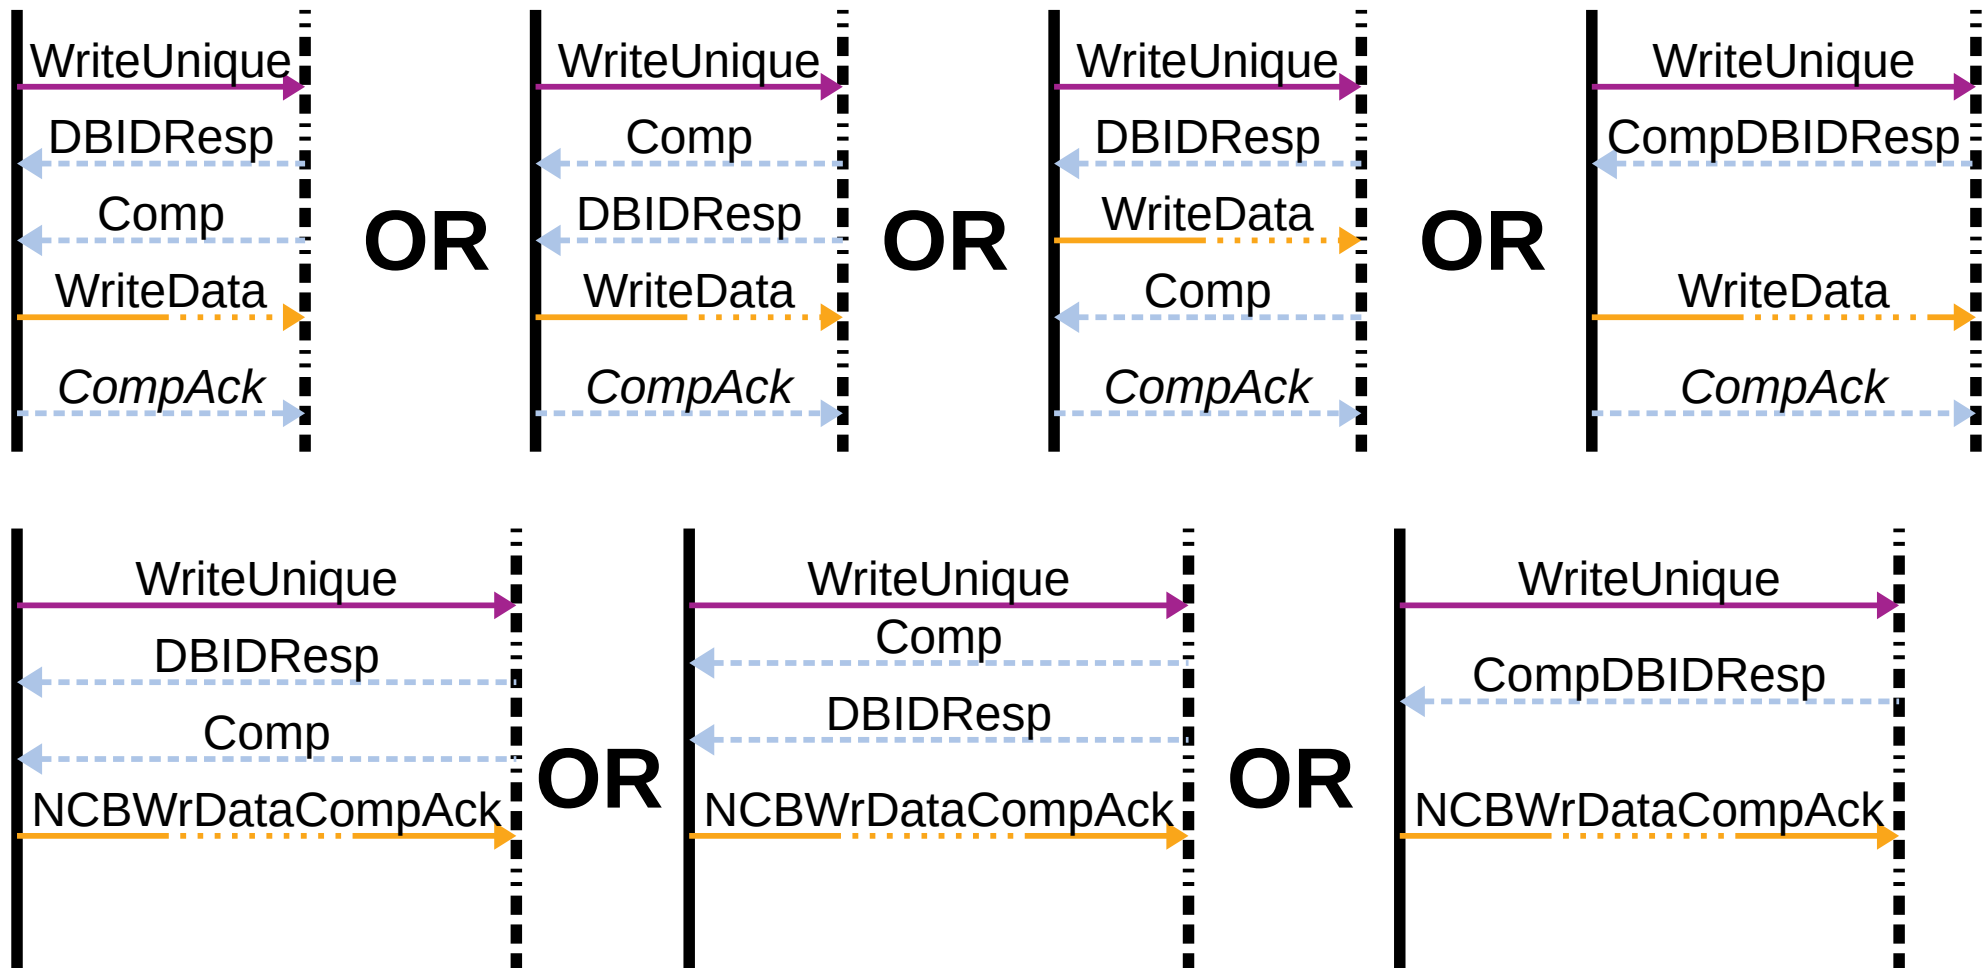 WriteUnique
DBIDResp
Comp
WriteData
CompAck
OR
WriteUnique
Comp
DBIDResp
WriteData
CompAck
OR
WriteUnique
DBIDResp
WriteData
Comp
CompAck
OR
WriteUnique
CompDBIDResp
WriteData
CompAck
WriteUnique
DBIDResp
Comp
NCBWrDataCompAck
OR
WriteUnique
Comp
DBIDResp
NCBWrDataCompAck
OR
WriteUnique
CompDBIDResp
NCBWrDataCompAck